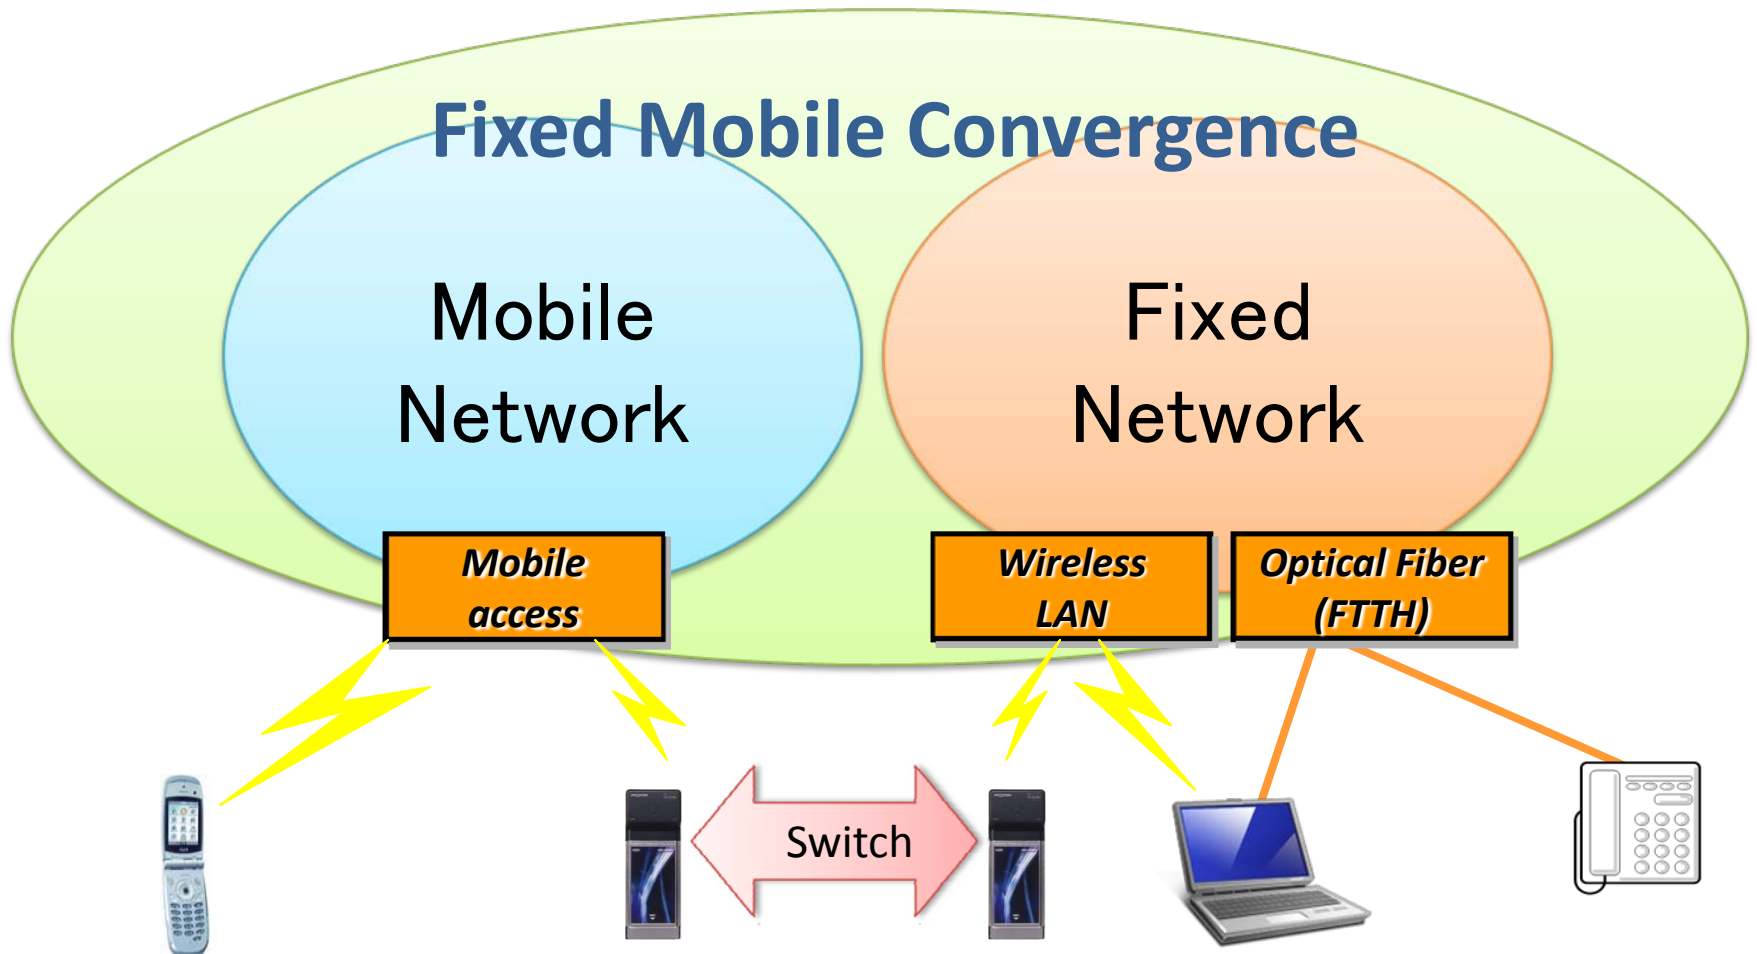 Fixed Mobile Convergence
Mobile
Network
Fixed
Network
Mobile
access
Wireless
LAN
Optical Fiber
(FTTH)
Switch